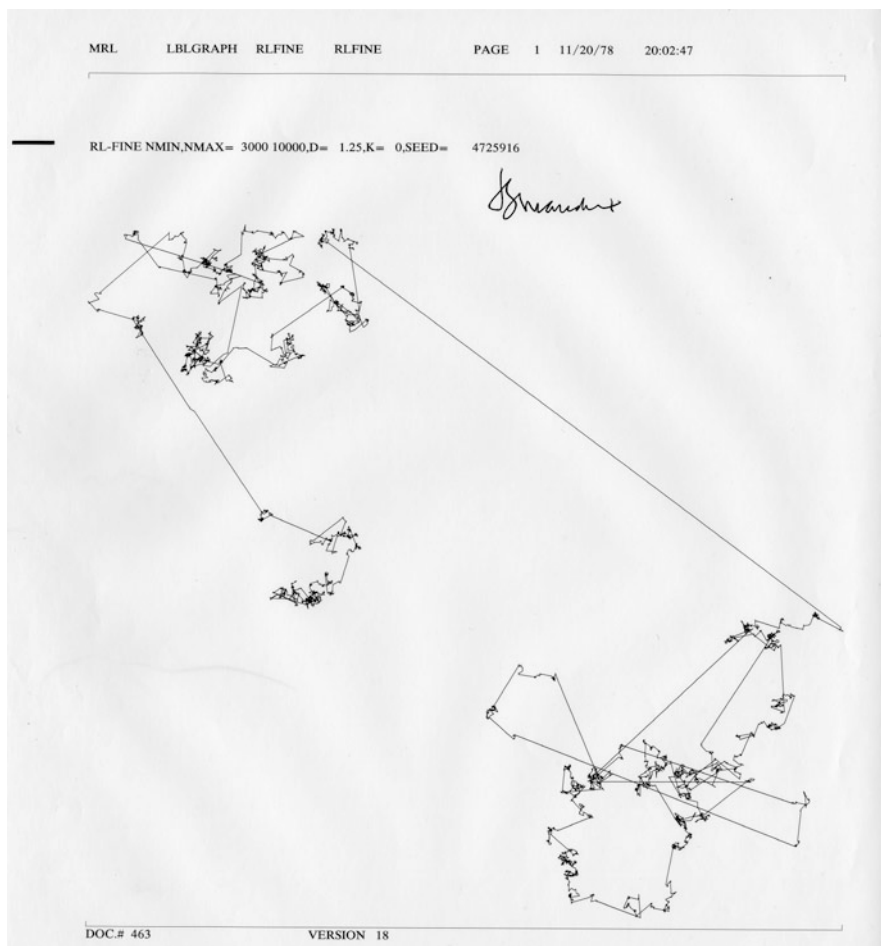 MRL LBLGRAPH RLFINE RLFINE PAGE 1 11/20/78 20:02:47
RL-FINE NMIN,NMAX= 3000 10000,D= 1.25,K= 0,SEED= 4725916
DOC.# 463 VERSION 18